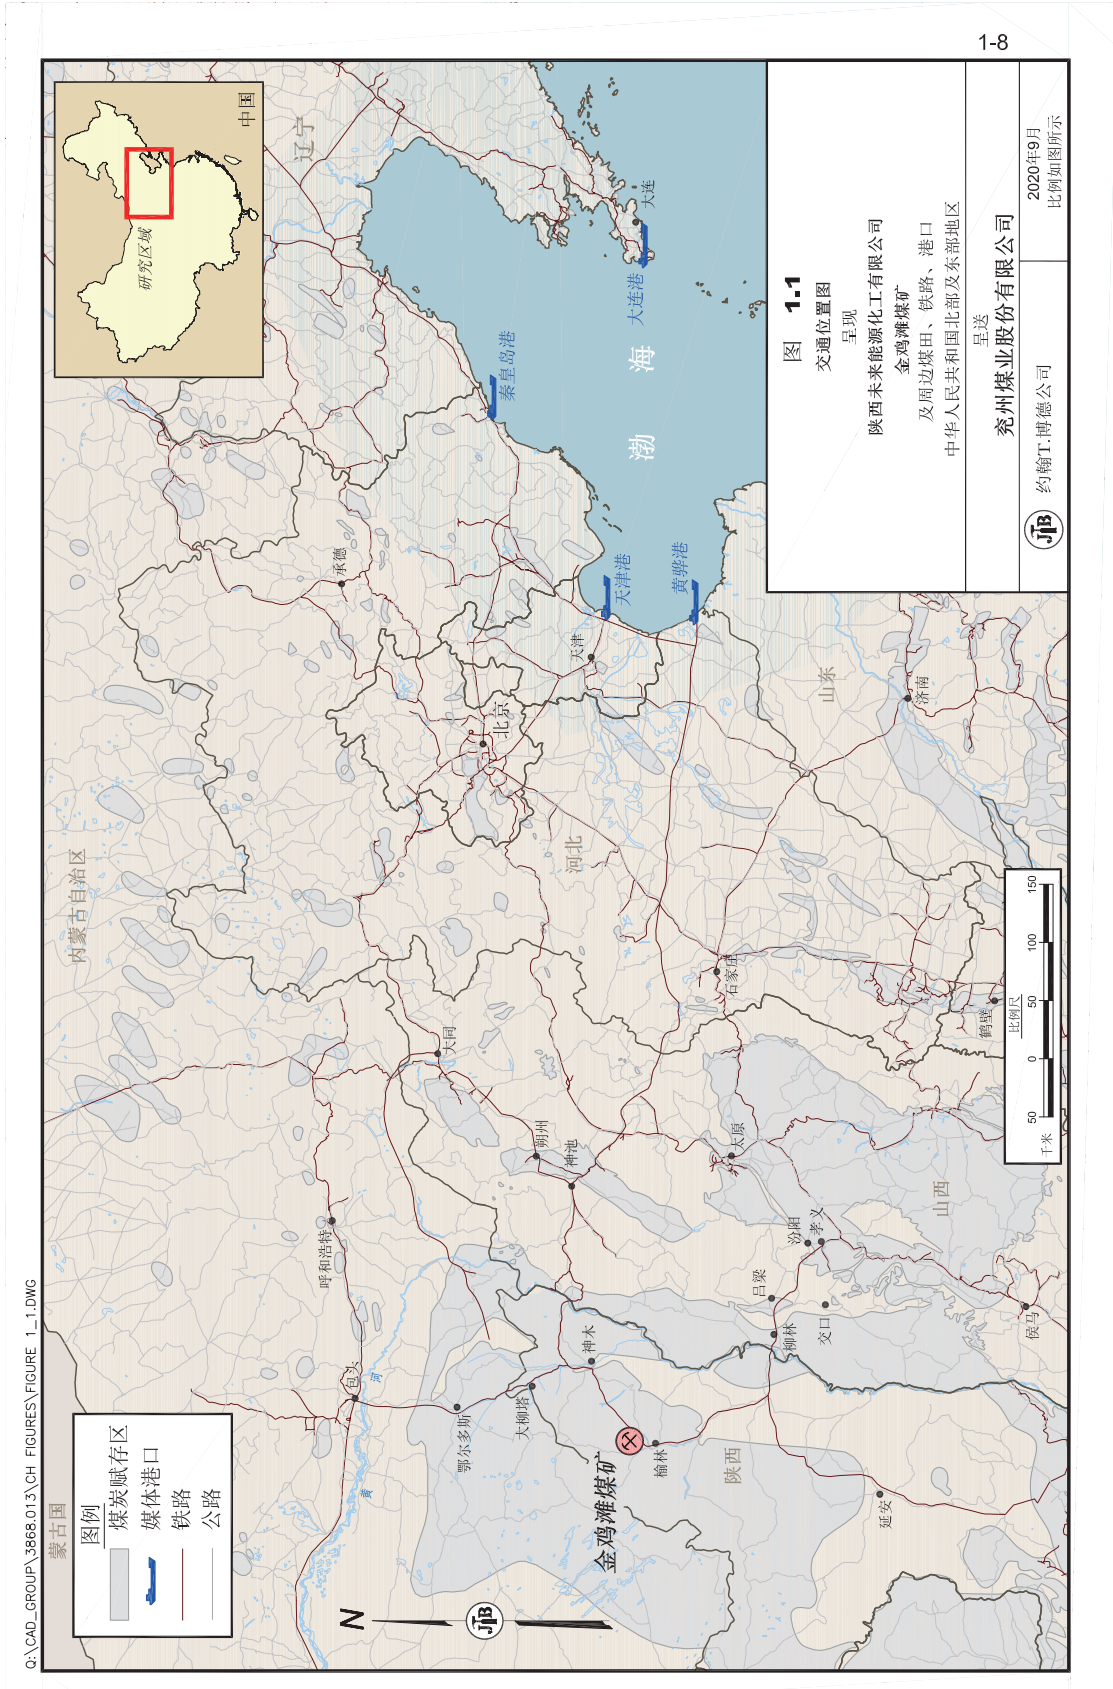 1-8
Q:\CAD_GROUP\3868.013\CH FIGURES\FIGURE 1_1.DWG
蒙古国
内蒙古自治区
辽宁
中国
研究区域
图例
煤炭赋存区
媒体港口
铁路
公路
N
JTB
承德
秦皇岛港
大连
大连港
渤海
天津港
黄骅港
天津
北京
河北
山东
济南
石家庄
鹤壁
大同
朔州
神池
呼和浩特
包头
黄
河
鄂尔多斯
大柳塔
神木
金鸡滩煤矿
榆林
陕西
延安
太原
汾阳
孝义
吕梁
柳林
交口
山西
侯马
比例尺
50 0 50 100 150
千米
图 1.1
交通位置图
呈现
陕西未来能源化工有限公司
金鸡滩煤矿
及周边煤田、铁路、港口
中华人民共和国北部及东部地区
呈送
兖州煤业股份有限公司
JTB
约翰T.博德公司
2020年9月
比例如图所示